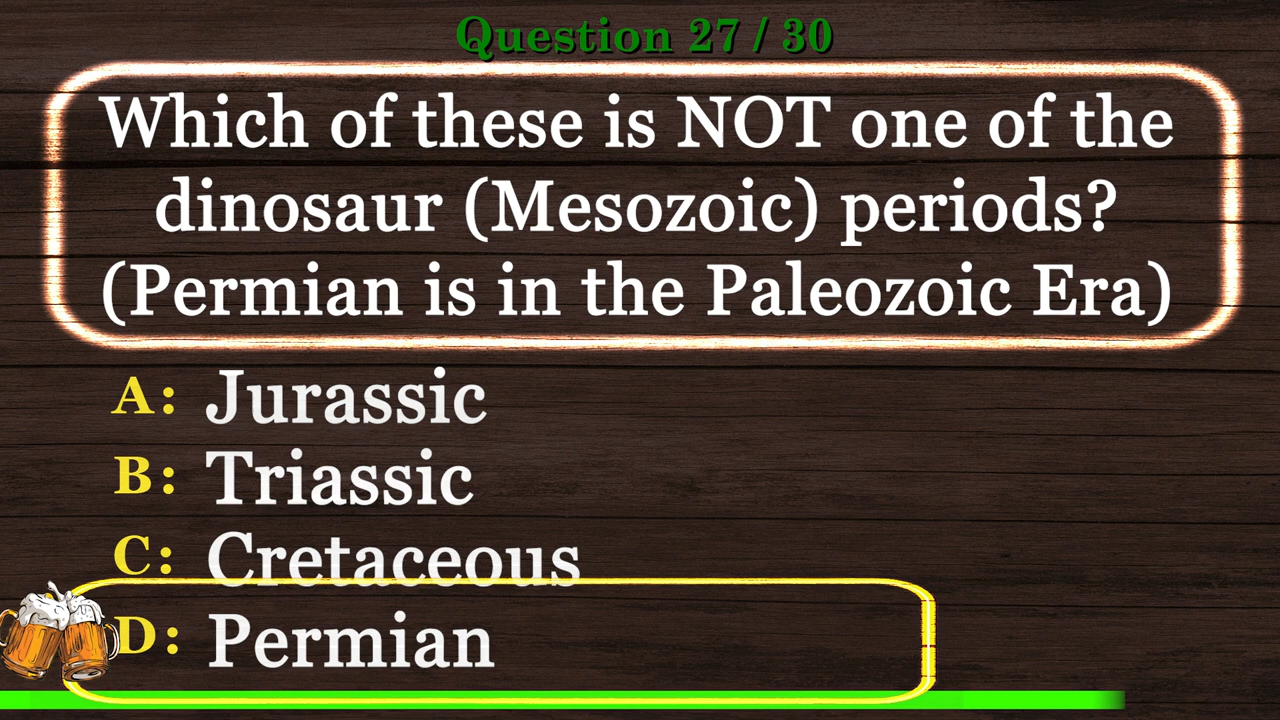 Question 27 / 30
Which of these is NOT one of the
dinosaur (Mesozoic) periods?
(Permian is in the Paleozoic Era)
A: Jurassic
B: Triassic
C: Cretaceous
D: Permian